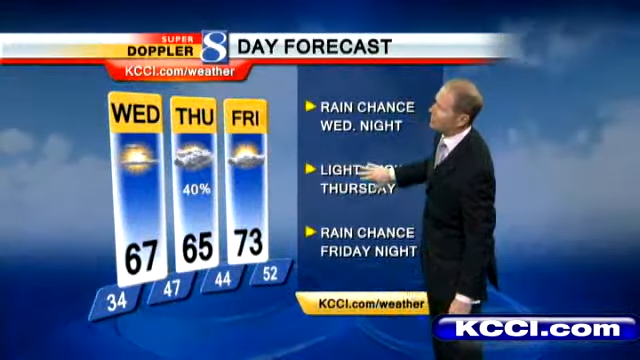 SUPER
DOPPLER 8 DAY FORECAST
KCCI.com/weather
WED THU FRI
40%
67 65 73
34 47 44 52
RAIN CHANCE
WED. NIGHT
LIGHT
THURSDAY
RAIN CHANCE
FRIDAY NIGHT
KCCI.com/weather
KCCI.com